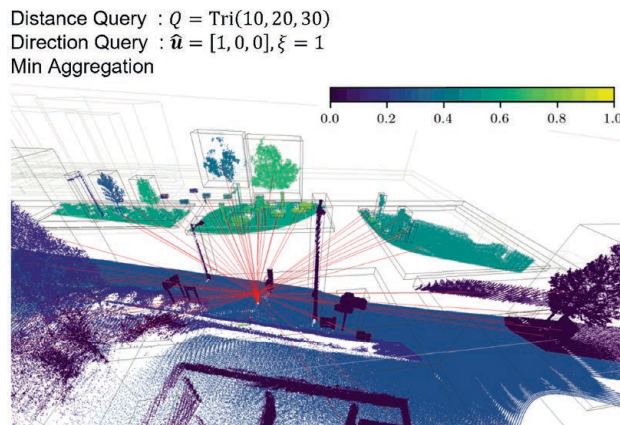 Distance Query : Q = Tri(10,20,30)
Direction Query : û = [1,0,0], ξ = 1
Min Aggregation
0.0 0.2 0.4 0.6 0.8 1.0